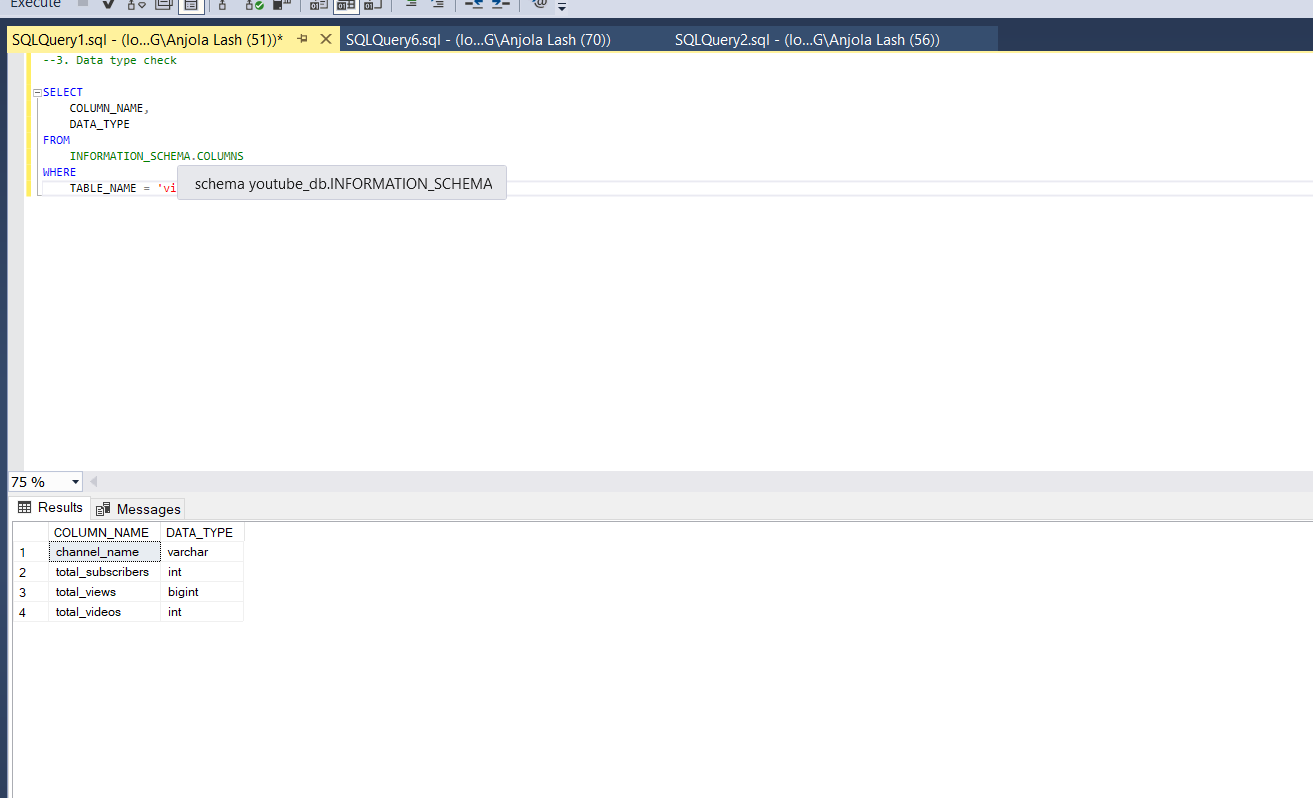 Execute
SQLQuery1.sql - (lo...G\Anjola Lash (51))*
SQLQuery6.sql - (lo...G\Anjola Lash (70))
SQLQuery2.sql - (lo...G\Anjola Lash (56))
--3. Data type check
SELECT
COLUMN_NAME,
DATA_TYPE
FROM
INFORMATION_SCHEMA.COLUMNS
WHERE
TABLE_NAME = 'vi
schema youtube_db.INFORMATION_SCHEMA
75 %
Results Messages
COLUMN_NAME DATA_TYPE
1 channel_name varchar
2 total_subscribers int
3 total_views bigint
4 total_videos int